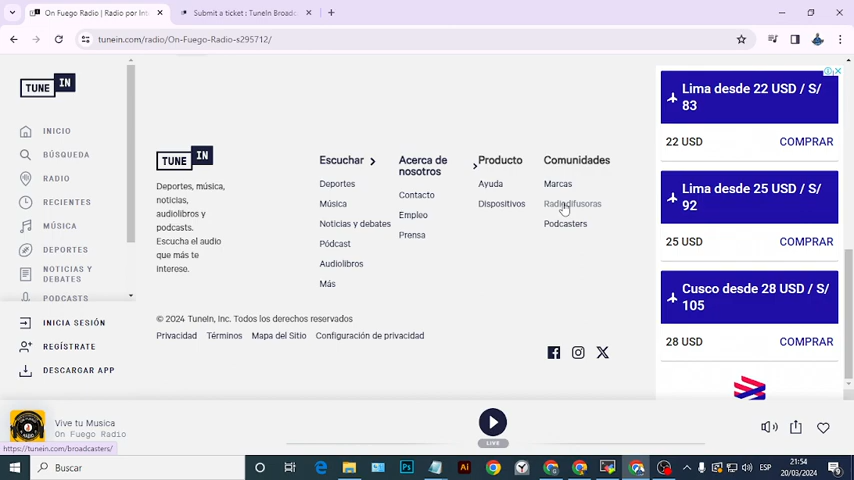 On Fuego Radio | Radio por Int
Submit a ticket : TuneIn Broadc
tunein.com/radio/On-Fuego-Radio-s295712/
TUNE IN
INICIO
BÚSQUEDA
RADIO
RECIENTES
MÚSICA
DEPORTES
NOTICIAS Y
DEBATES
PODCASTS
INICIA SESIÓN
REGÍSTRATE
DESCARGAR APP
TUNE IN
Deportes, música,
noticias,
audiolibros y
podcasts.
Escucha el audio
que más te
interese.
Escuchar
Deportes
Música
Noticias y debates
Pódcast
Audiolibros
Más
Acerca de
nosotros
Contacto
Empleo
Prensa
Producto
Ayuda
Dispositivos
Comunidades
Marcas
Radiodifusoras
Podcasters
© 2024 TuneIn, Inc. Todos los derechos reservados
Privacidad Términos Mapa del Sitio Configuración de privacidad
Lima desde 22 USD / S/
83
22 USD COMPRAR
Lima desde 25 USD / S/
92
25 USD COMPRAR
Cusco desde 28 USD / S/
105
28 USD COMPRAR
Vive tu Musica
On Fuego Radio
LIVE
https://tunein.com/broadcasters/
Buscar
ESP
21:54
20/03/2024